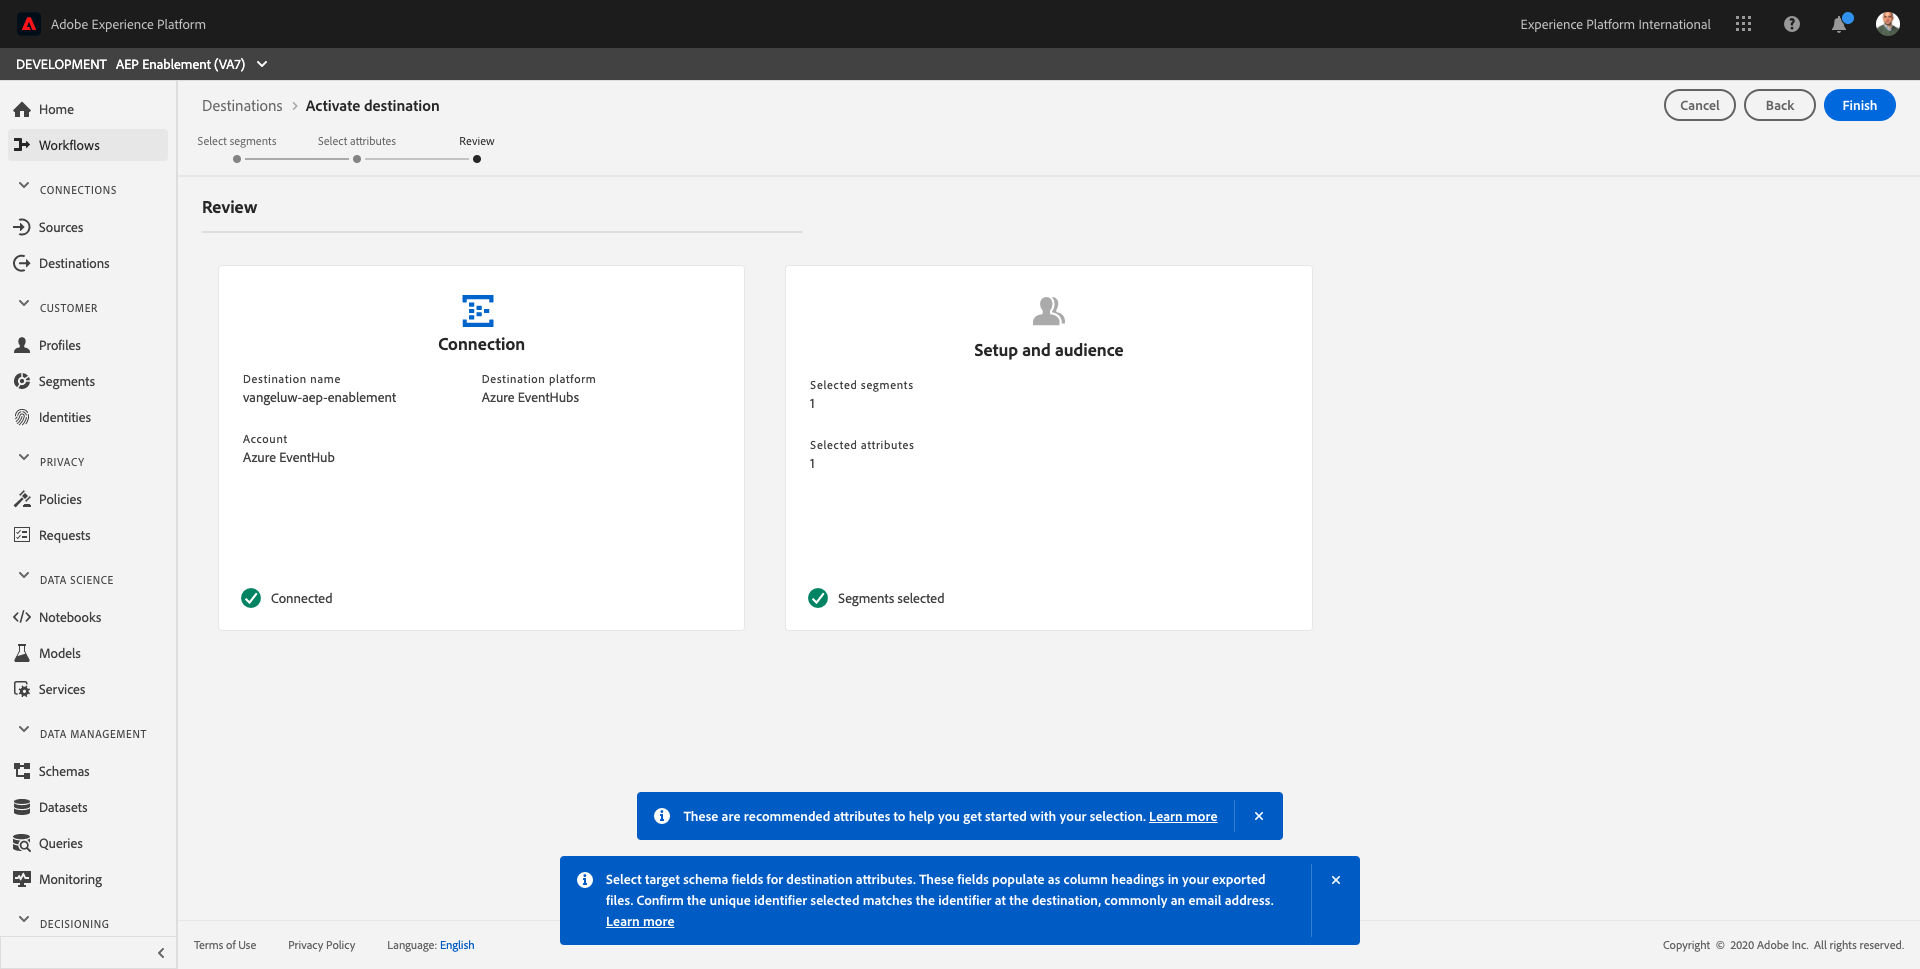 Adobe Experience Platform
Experience Platform International
DEVELOPMENT AEP Enablement (VA7)
Home
Workflows
CONNECTIONS
Sources
Destinations
CUSTOMER
Profiles
Segments
Identities
PRIVACY
Policies
Requests
DATA SCIENCE
Notebooks
Models
Services
DATA MANAGEMENT
Schemas
Datasets
Queries
Monitoring
DECISIONING
Destinations > Activate destination
Cancel
Back
Finish
Select segments
Select attributes
Review
Review
Connection
Destination name
vangeluw-aep-enablement
Destination platform
Azure EventHubs
Account
Azure EventHub
Connected
Setup and audience
Selected segments
1
Selected attributes
1
Segments selected
These are recommended attributes to help you get started with your selection. Learn more
Select target schema fields for destination attributes. These fields populate as column headings in your exported
files. Confirm the unique identifier selected matches the identifier at the destination, commonly an email address.
Learn more
Terms of Use
Privacy Policy
Language: English
Copyright © 2020 Adobe Inc. All rights reserved.